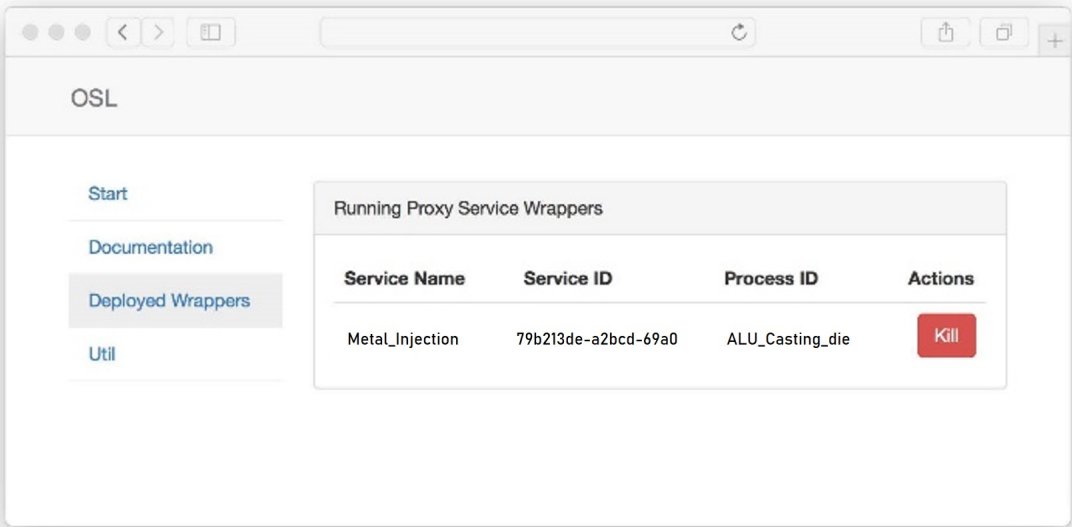 OSL
Start
Documentation
Deployed Wrappers
Util
Running Proxy Service Wrappers
Service Name Service ID Process ID Actions
Metal_Injection 79b213de-a2bcd-69a0 ALU_Casting_die Kill